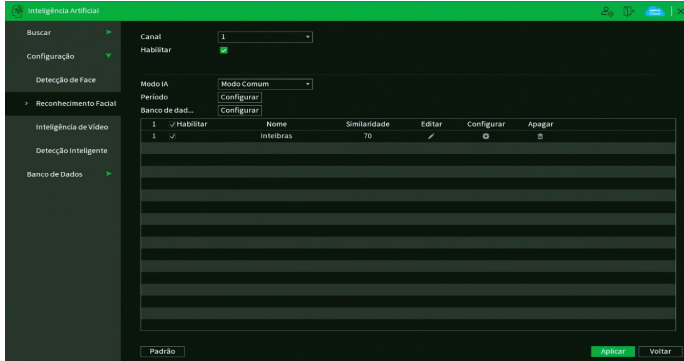 Inteligência Artificial
Buscar
Configuração
Detecção de Face
Reconhecimento Facial
Inteligência de Vídeo
Detecção Inteligente
Banco de Dados
Canal 1
Habilitar
Modo IA Modo Comum
Período Configurar
Banco de dad... Configurar
1 Habilitar Nome Similaridade Editar Configurar Apagar
1 Intelbras 70
Padrão Aplicar Voltar